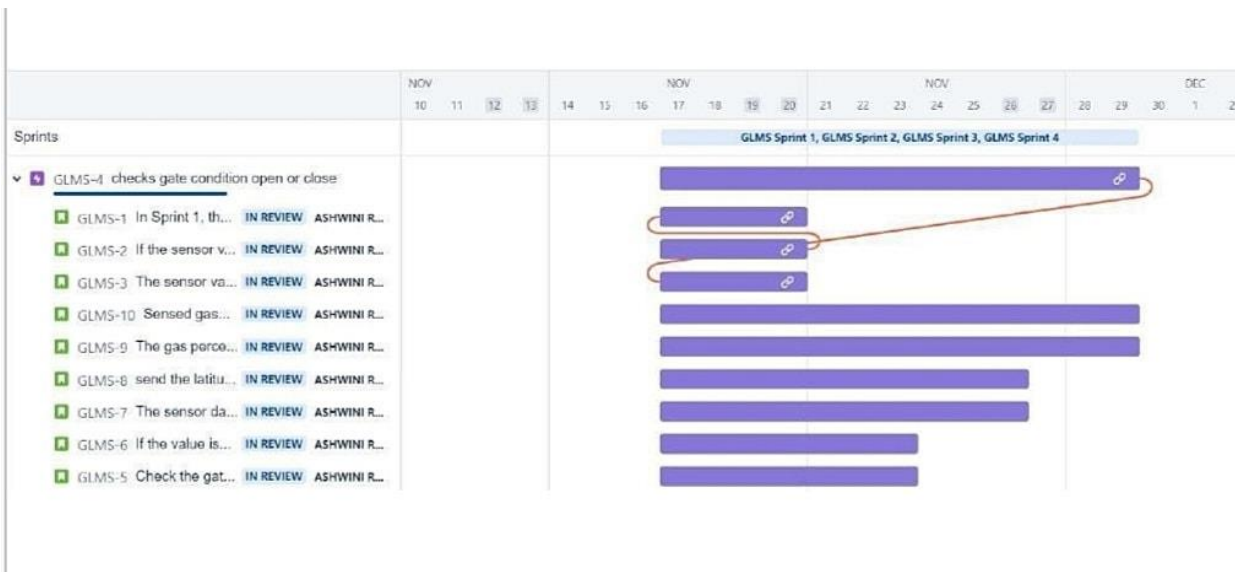 NOV NOV NOV DEC
10 11 12 13 14 15 16 17 18 19 20 21 22 23 24 25 26 27 28 29 30 1 2
Sprints GLMS Sprint 1, GLMS Sprint 2, GLMS Sprint 3, GLMS Sprint 4
GLMS-4 checks gate condition open or close
GLMS-1 In Sprint 1, th... IN REVIEW ASHWINI R...
GLMS-2 If the sensor v... IN REVIEW ASHWINI R...
GLMS-3 The sensor va... IN REVIEW ASHWINI R...
GLMS-10 Sensed gas... IN REVIEW ASHWINI R...
GLMS-9 The gas perce... IN REVIEW ASHWINI R...
GLMS-8 send the latitu... IN REVIEW ASHWINI R...
GLMS-7 The sensor da... IN REVIEW ASHWINI R...
GLMS-6 If the value is... IN REVIEW ASHWINI R...
GLMS-5 Check the gat... IN REVIEW ASHWINI R...